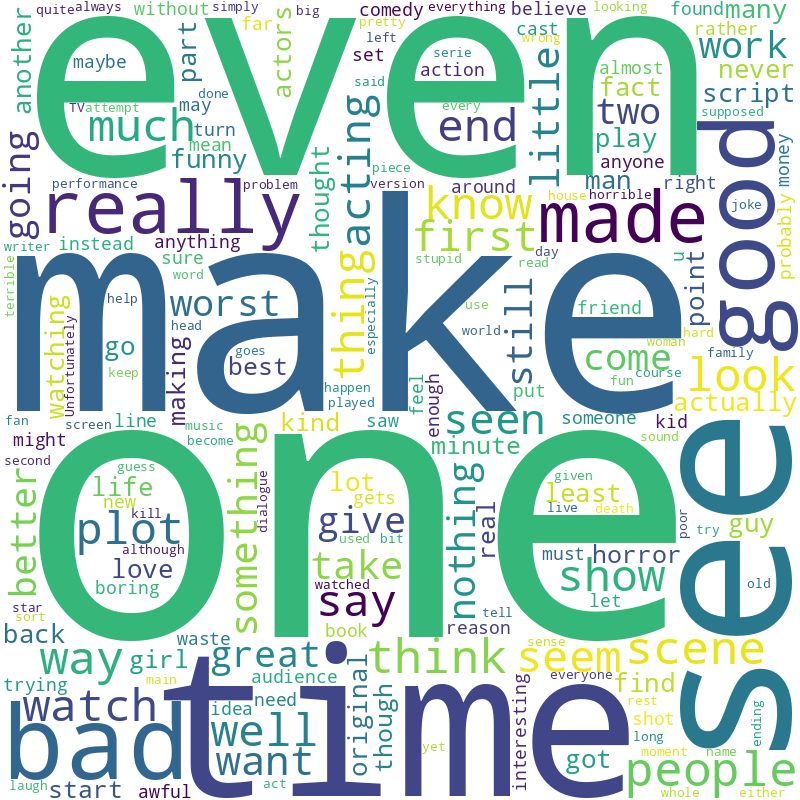 quite always
simply
without
found many
comedy
everything
believe
pretty
big
looking
rather
another
even
far
actors
left
set
cast
wrong
work
maybe
part
serie
action
almost
never
done
said
fact
script
TV attempt
may
little
every
two
supposed
much
turn
mean
end
play
funny
piece
anyone
going
performance
problem
version
around
man
right
money
thought
acting
really
know
house
horrible
made
good
joke
probably
writer
instead
anything
first
terrible
sure
word
stupid
day
read
u
point
make
help
thing
especially
use
worst
head
friend
still
world
hard
woman
family
watching
Unfortunately
go
goes
best
come
keep
making
happen
played
feel
enough
put
fun
course
look
actually
fan
screen
line
music
become
kind
saw
seen
someone
kid
might
minute
sound
second
one
guess
better
life
new
something
dialogue
lot
gets
nothing
real
given
least
live
death
poor
try
guy
plot
kill
although
give
used bit
must
horror
see
love
boring
take
show
watched
star
sort
say
tell
let
old
back
waste
book
reason
way
girl
great
think
sense
seem
scene
trying
main
audience
original
though
interesting
everyone
find
ending
watch
time
idea
need
rest
shot
bad
well
long
want
yet
got
moment
name
people
laugh
start
awful
act
whole
either